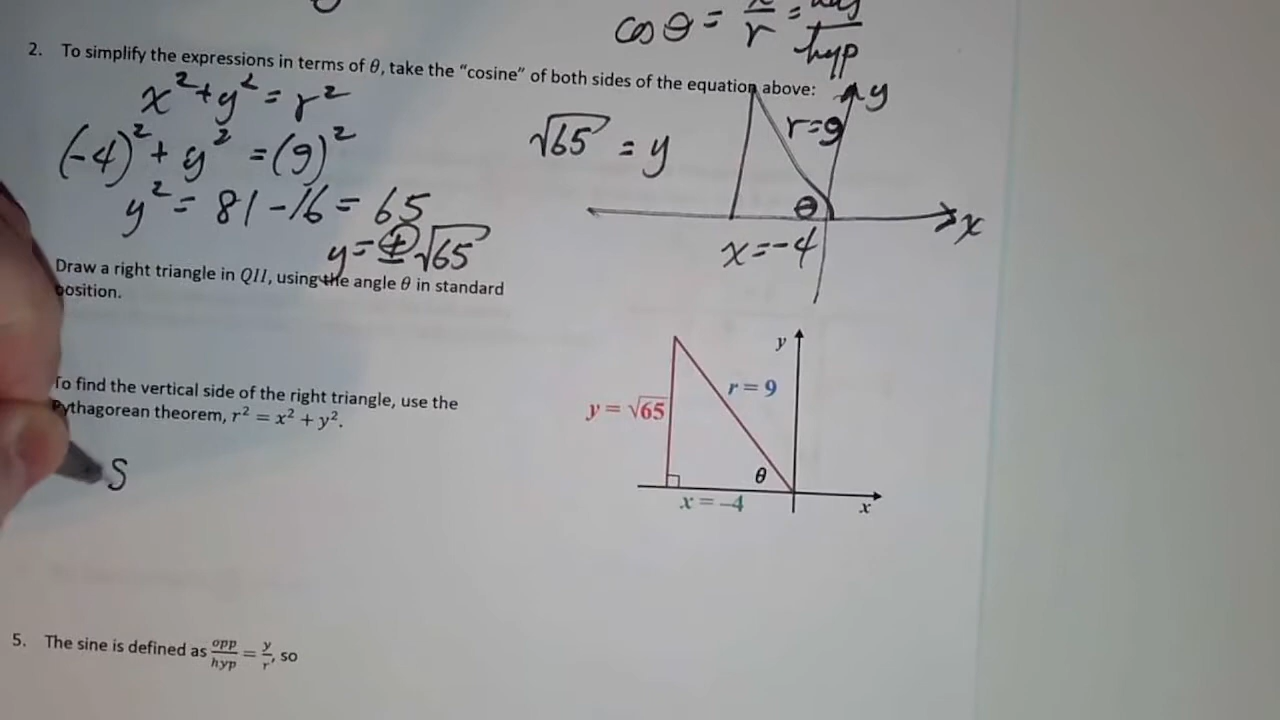 cos θ = x/r = adj/hyp
2. To simplify the expressions in terms of θ, take the “cosine” of both sides of the equation above:
x² + y² = r²
(-4)² + y² = (9)²
y² = 81 - 16 = 65
y = ±√65
√65 = y
y
r=9
θ
x
x=-4
Draw a right triangle in QII, using the angle θ in standard
position.
To find the vertical side of the right triangle, use the
Pythagorean theorem, r² = x² + y².
S
y
r = 9
y = √65
θ
x = –4
x
5. The sine is defined as opp/hyp = y/r, so